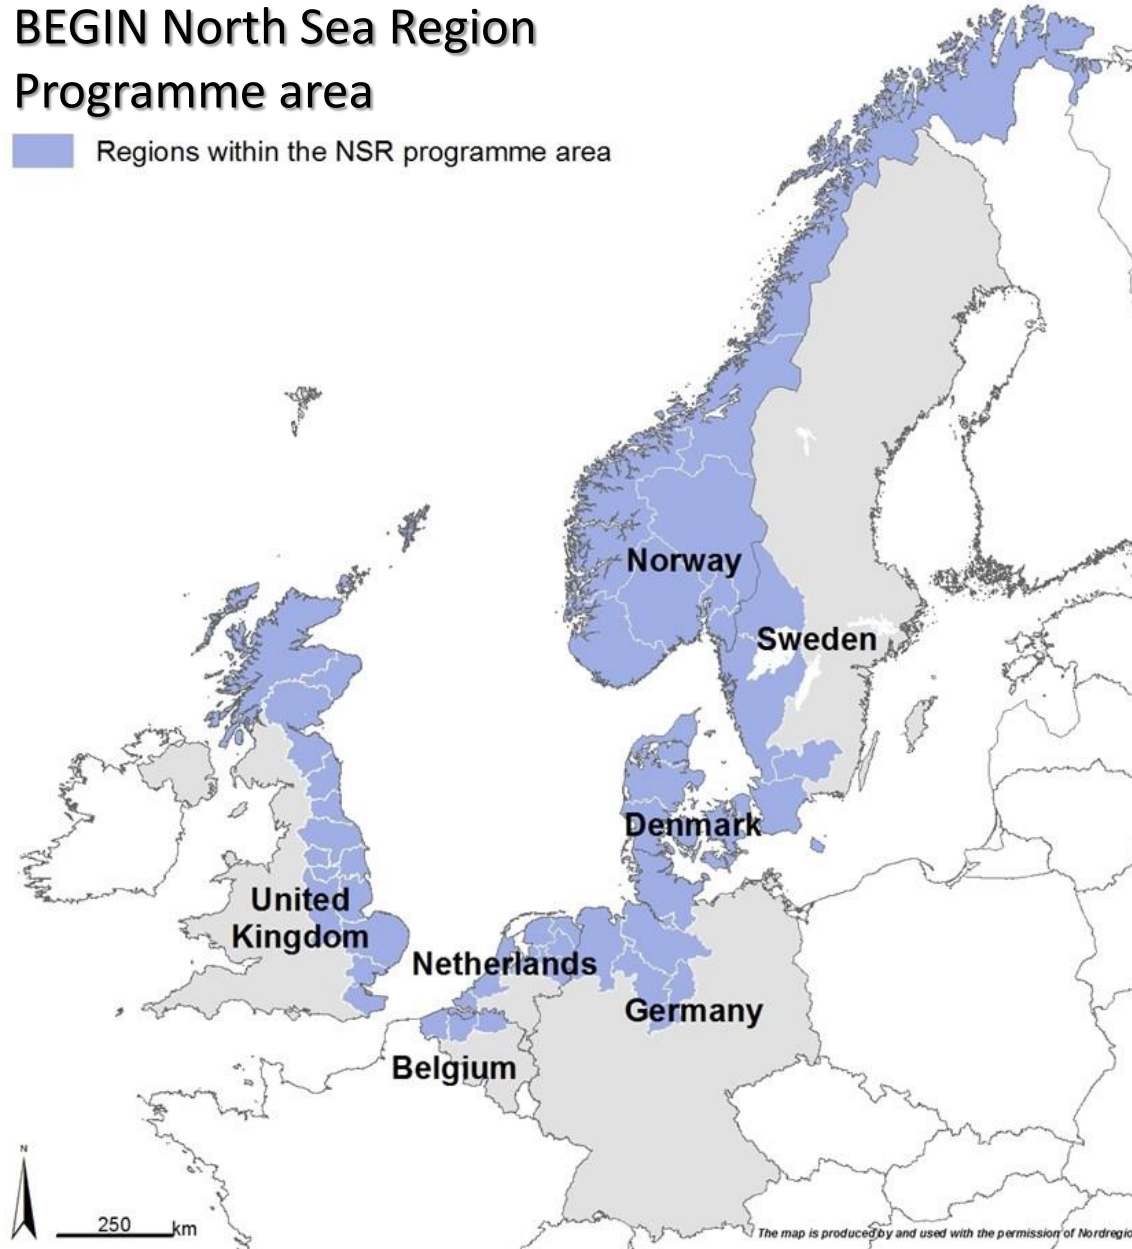 BEGIN North Sea Region
Programme area
Regions within the NSR programme area
Norway
Sweden
Denmark
United
Kingdom
Netherlands
Germany
Belgium
N
250
km
The map is produced by and used with the permission of Nordregio